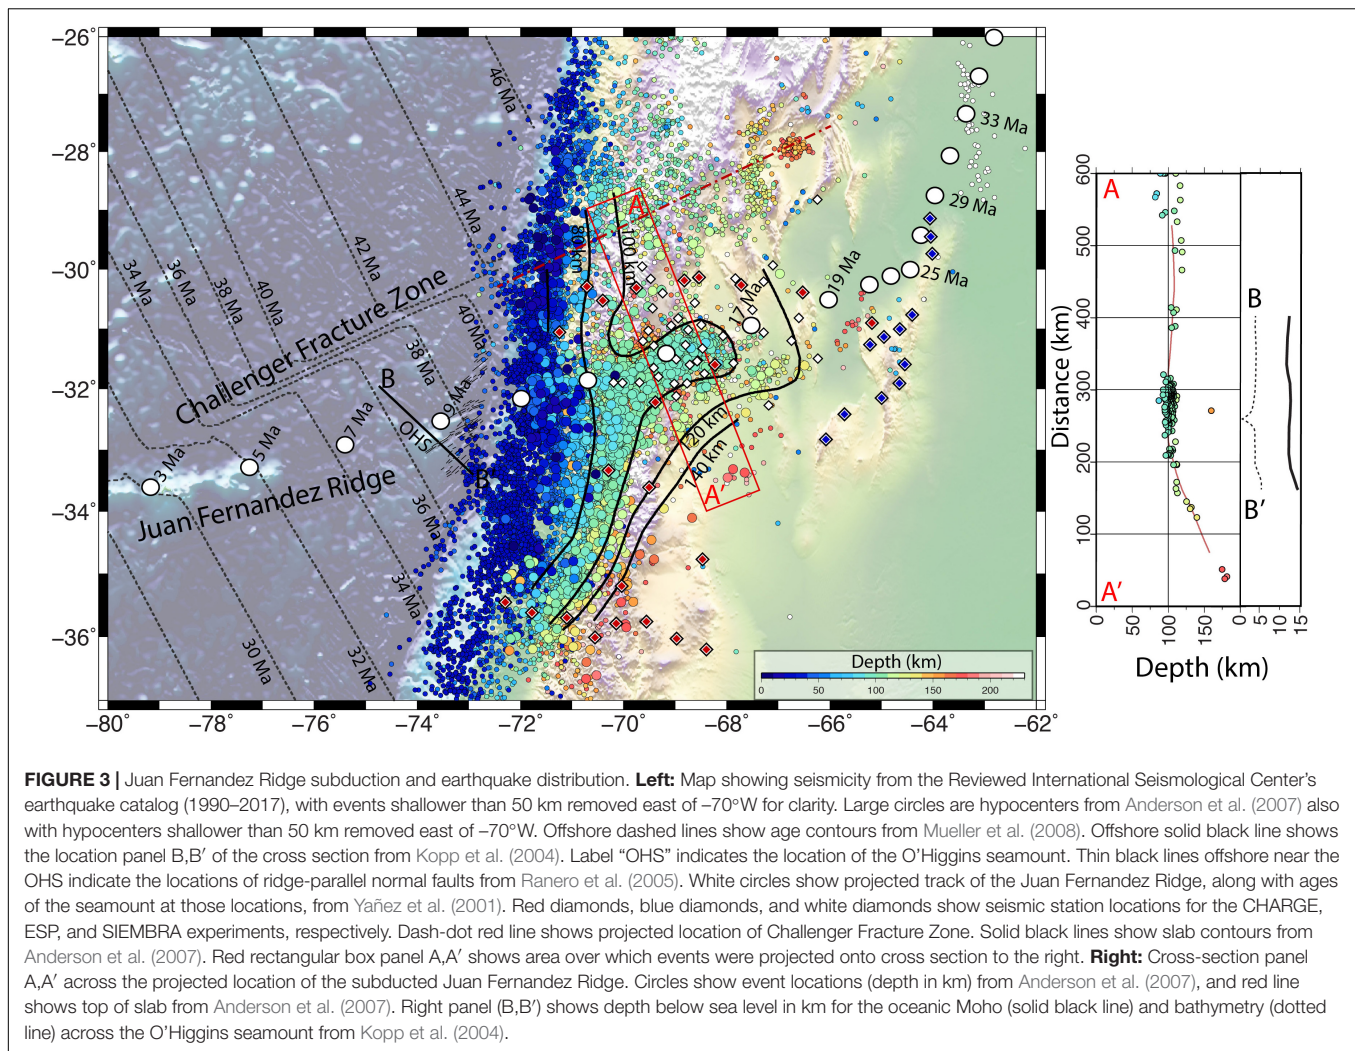 −26°
−28°
−30°
−32°
−34°
−36°
−80°
−78°
−76°
−74°
−72°
−70°
−68°
−66°
−64°
−62°
46 Ma
44 Ma
42 Ma
40 Ma
38 Ma
36 Ma
34 Ma
40 Ma
38 Ma
36 Ma
34 Ma
32 Ma
30 Ma
Challenger Fracture Zone
Juan Fernandez Ridge
3 Ma
5 Ma
7 Ma
9 Ma
OHS
B
B′
80 km
100 km
120 km
140 km
A
A′
17 Ma
19 Ma
25 Ma
29 Ma
33 Ma
Depth (km)
0
50
100
150
200
A
A′
B
B′
Distance (km)
0
100
200
300
400
500
600
0
50
100
150
0
5
10
15
Depth (km)
FIGURE 3 | Juan Fernandez Ridge subduction and earthquake distribution. Left: Map showing seismicity from the Reviewed International Seismological Center's
earthquake catalog (1990–2017), with events shallower than 50 km removed east of −70°W for clarity. Large circles are hypocenters from Anderson et al. (2007) also
with hypocenters shallower than 50 km removed east of −70°W. Offshore dashed lines show age contours from Mueller et al. (2008). Offshore solid black line shows
the location panel B,B′ of the cross section from Kopp et al. (2004). Label “OHS” indicates the location of the O'Higgins seamount. Thin black lines offshore near the
OHS indicate the locations of ridge-parallel normal faults from Ranero et al. (2005). White circles show projected track of the Juan Fernandez Ridge, along with ages
of the seamount at those locations, from Yañez et al. (2001). Red diamonds, blue diamonds, and white diamonds show seismic station locations for the CHARGE,
ESP, and SIEMBRA experiments, respectively. Dash-dot red line shows projected location of Challenger Fracture Zone. Solid black lines show slab contours from
Anderson et al. (2007). Red rectangular box panel A,A′ shows area over which events were projected onto cross section to the right. Right: Cross-section panel
A,A′ across the projected location of the subducted Juan Fernandez Ridge. Circles show event locations (depth in km) from Anderson et al. (2007), and red line
shows top of slab from Anderson et al. (2007). Right panel (B,B′) shows depth below sea level in km for the oceanic Moho (solid black line) and bathymetry (dotted
line) across the O'Higgins seamount from Kopp et al. (2004).